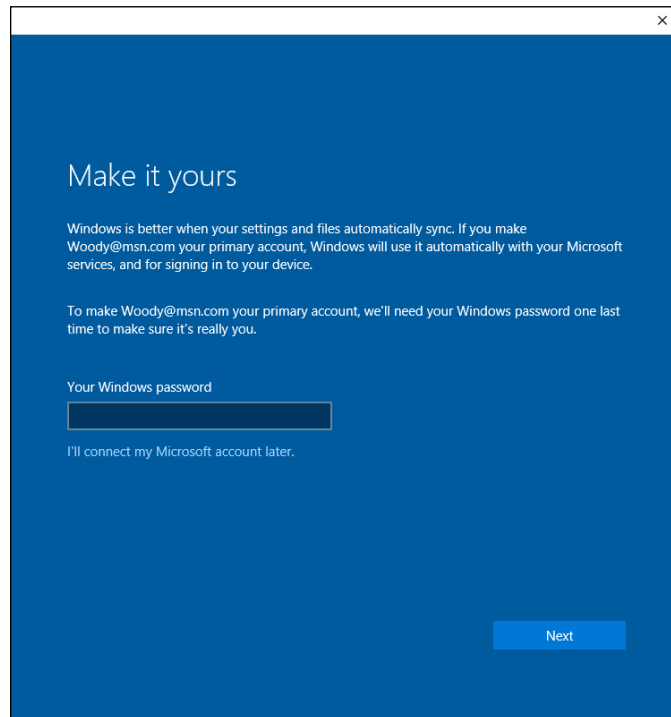 Make it yours
Windows is better when your settings and files automatically sync. If you make
Woody@msn.com your primary account, Windows will use it automatically with your Microsoft
services, and for signing in to your device.
To make Woody@msn.com your primary account, we'll need your Windows password one last
time to make sure it's really you.
Your Windows password
I'll connect my Microsoft account later.
Next